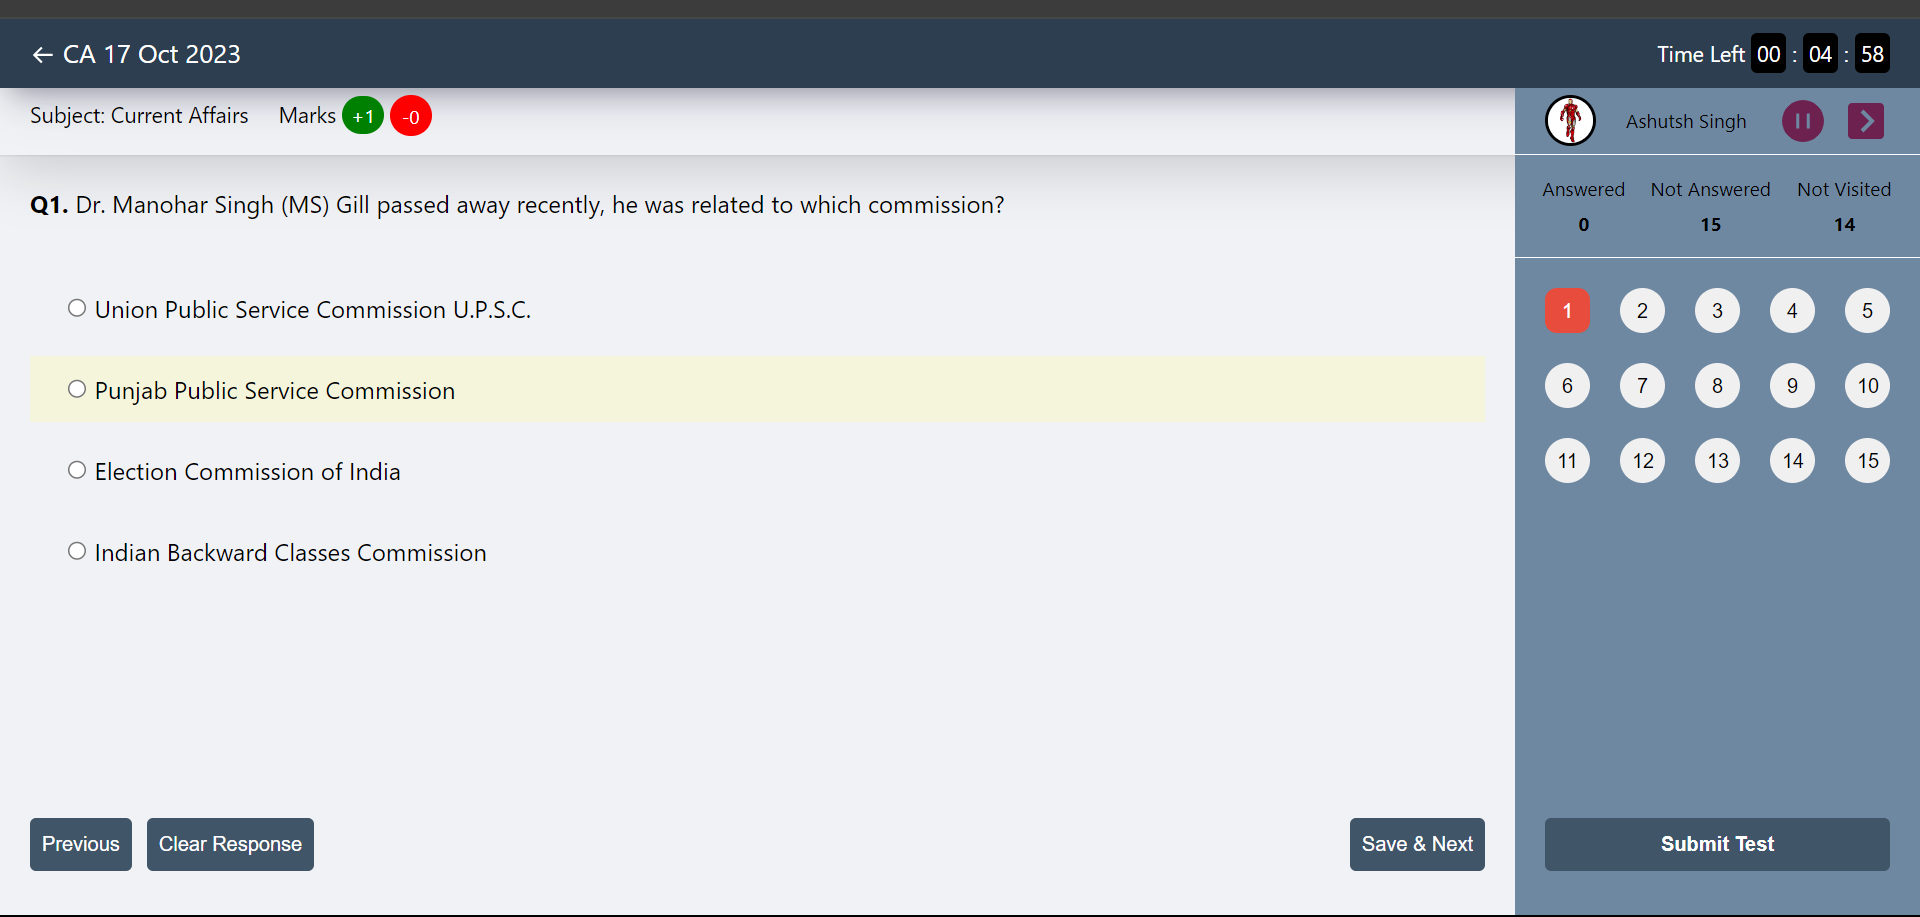 ← CA 17 Oct 2023
Time Left 00 : 04 : 58
Subject: Current Affairs Marks +1 -0
Ashutsh Singh
Q1. Dr. Manohar Singh (MS) Gill passed away recently, he was related to which commission?
Union Public Service Commission U.P.S.C.
Punjab Public Service Commission
Election Commission of India
Indian Backward Classes Commission
Previous
Clear Response
Save & Next
Answered Not Answered Not Visited
0 15 14
1 2 3 4 5
6 7 8 9 10
11 12 13 14 15
Submit Test